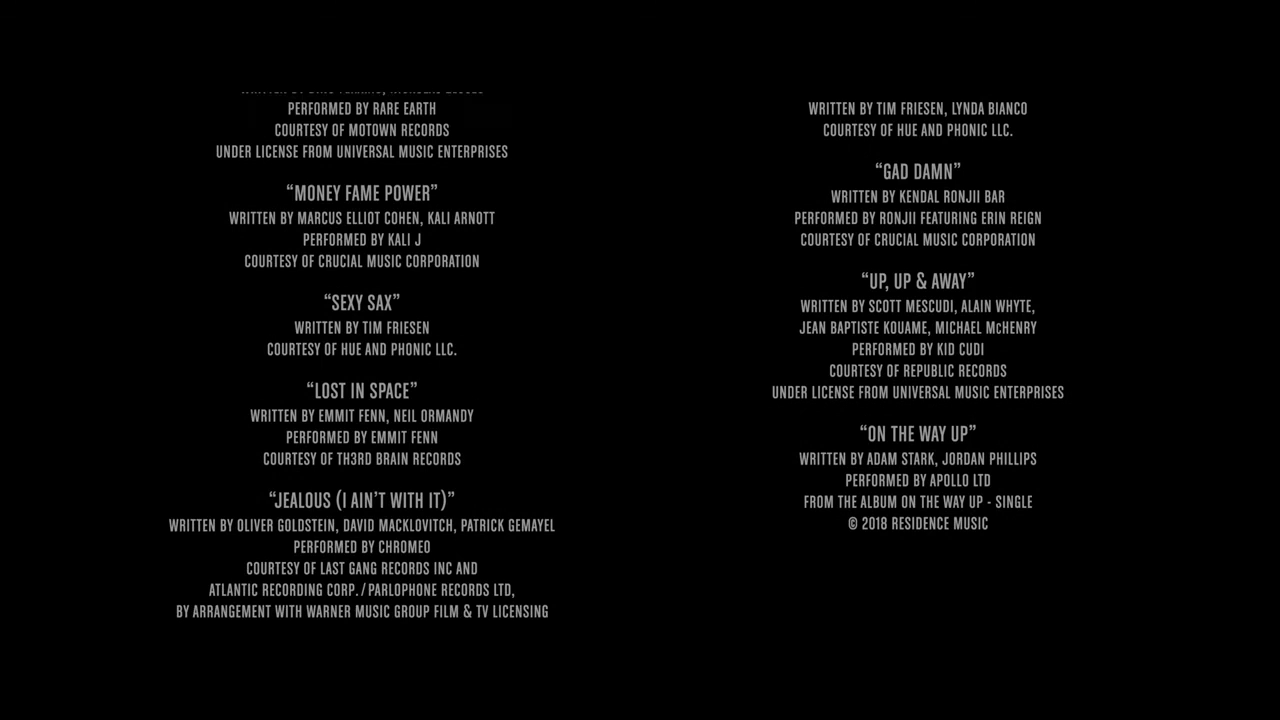 PERFORMED BY RARE EARTH
COURTESY OF MOTOWN RECORDS
UNDER LICENSE FROM UNIVERSAL MUSIC ENTERPRISES
“MONEY FAME POWER”
WRITTEN BY MARCUS ELLIOT COHEN, KALI ARNOTT
PERFORMED BY KALI J
COURTESY OF CRUCIAL MUSIC CORPORATION
“SEXY SAX”
WRITTEN BY TIM FRIESEN
COURTESY OF HUE AND PHONIC LLC.
“LOST IN SPACE”
WRITTEN BY EMMIT FENN, NEIL ORMANDY
PERFORMED BY EMMIT FENN
COURTESY OF TH3RD BRAIN RECORDS
“JEALOUS (I AIN’T WITH IT)”
WRITTEN BY OLIVER GOLDSTEIN, DAVID MACKLOVITCH, PATRICK GEMAYEL
PERFORMED BY CHROMEO
COURTESY OF LAST GANG RECORDS INC AND
ATLANTIC RECORDING CORP. / PARLOPHONE RECORDS LTD,
BY ARRANGEMENT WITH WARNER MUSIC GROUP FILM & TV LICENSING
WRITTEN BY TIM FRIESEN, LYNDA BIANCO
COURTESY OF HUE AND PHONIC LLC.
“GAD DAMN”
WRITTEN BY KENDAL RONJII BAR
PERFORMED BY RONJII FEATURING ERIN REIGN
COURTESY OF CRUCIAL MUSIC CORPORATION
“UP, UP & AWAY”
WRITTEN BY SCOTT MESCUDI, ALAIN WHYTE,
JEAN BAPTISTE KOUAME, MICHAEL McHENRY
PERFORMED BY KID CUDI
COURTESY OF REPUBLIC RECORDS
UNDER LICENSE FROM UNIVERSAL MUSIC ENTERPRISES
“ON THE WAY UP”
WRITTEN BY ADAM STARK, JORDAN PHILLIPS
PERFORMED BY APOLLO LTD
FROM THE ALBUM ON THE WAY UP - SINGLE
© 2018 RESIDENCE MUSIC